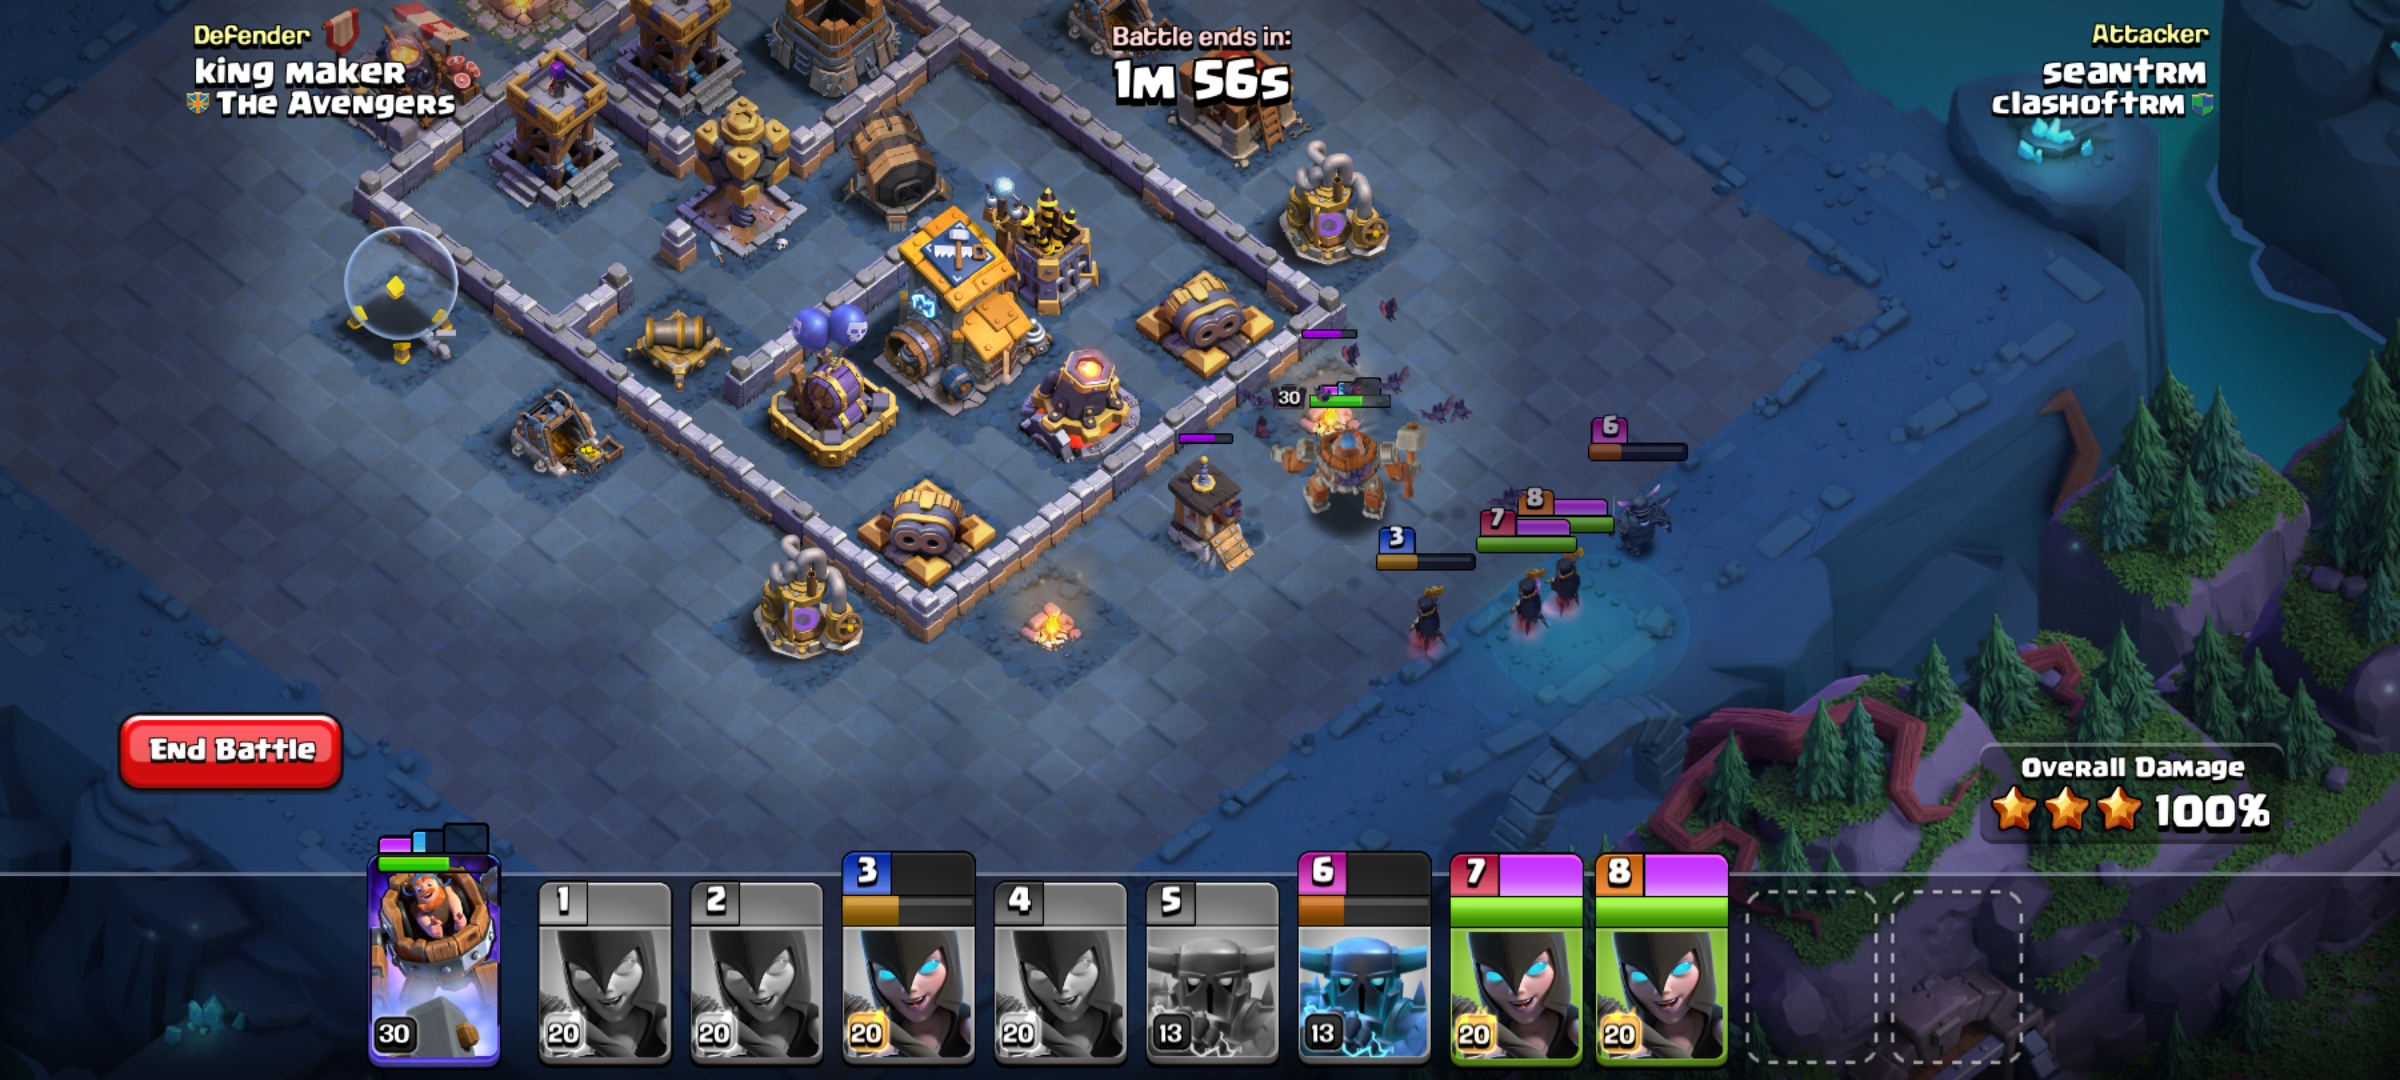 Defender
king maker
The Avengers
Battle ends in:
1M 56s
Attacker
seantrm
clashoftrm
30
6
8
7
3
End Battle
Overall Damage
100%
1
2
3
4
5
6
7
8
30
20
20
20
20
13
13
20
20